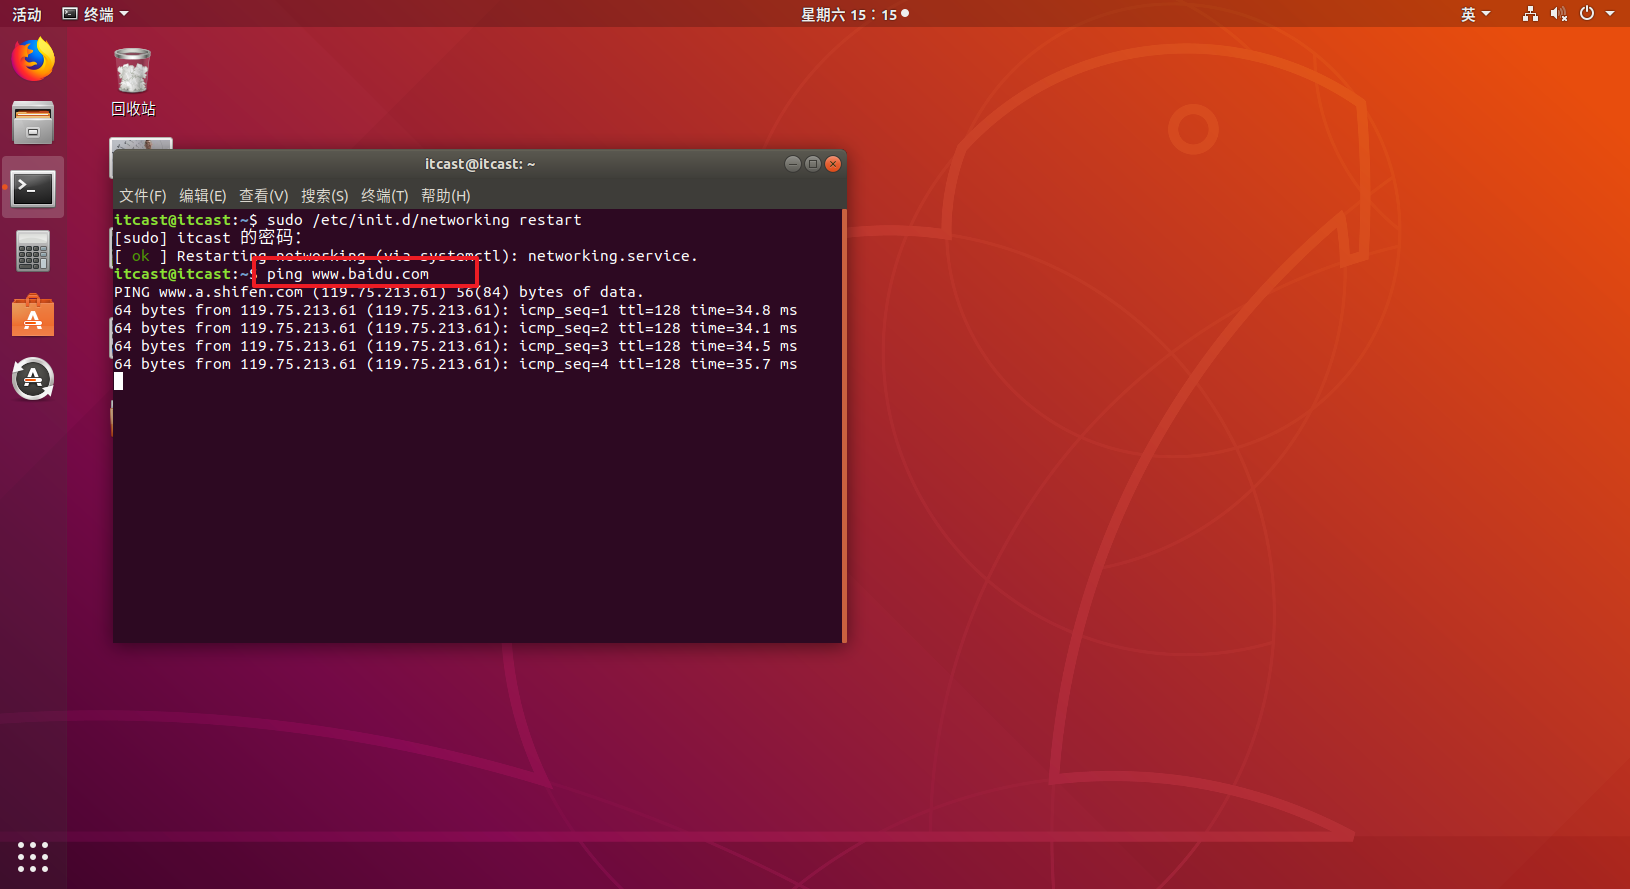 活动 终端 星期六 15：15 英
回收站
itcast@itcast: ~
文件(F) 编辑(E) 查看(V) 搜索(S) 终端(T) 帮助(H)
itcast@itcast:~$ sudo /etc/init.d/networking restart
[sudo] itcast 的密码：
[ ok ] Restarting networking (via systemctl): networking.service.
itcast@itcast:~$ ping www.baidu.com
PING www.a.shifen.com (119.75.213.61) 56(84) bytes of data.
64 bytes from 119.75.213.61 (119.75.213.61): icmp_seq=1 ttl=128 time=34.8 ms
64 bytes from 119.75.213.61 (119.75.213.61): icmp_seq=2 ttl=128 time=34.1 ms
64 bytes from 119.75.213.61 (119.75.213.61): icmp_seq=3 ttl=128 time=34.5 ms
64 bytes from 119.75.213.61 (119.75.213.61): icmp_seq=4 ttl=128 time=35.7 ms